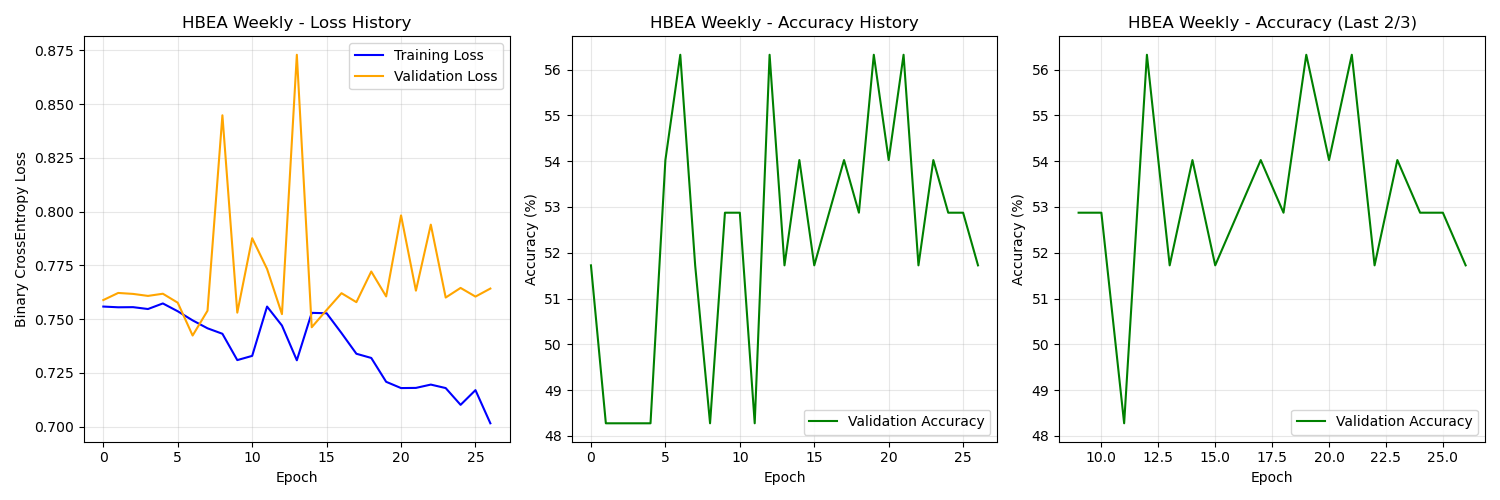 HBEA Weekly - Loss History
Binary CrossEntropy Loss
0.875
0.850
0.825
0.800
0.775
0.750
0.725
0.700
Training Loss
Validation Loss
0 5 10 15 20 25
Epoch
HBEA Weekly - Accuracy History
Accuracy (%)
56
55
54
53
52
51
50
49
48
Validation Accuracy
0 5 10 15 20 25
Epoch
HBEA Weekly - Accuracy (Last 2/3)
Accuracy (%)
56
55
54
53
52
51
50
49
48
Validation Accuracy
10.0 12.5 15.0 17.5 20.0 22.5 25.0
Epoch